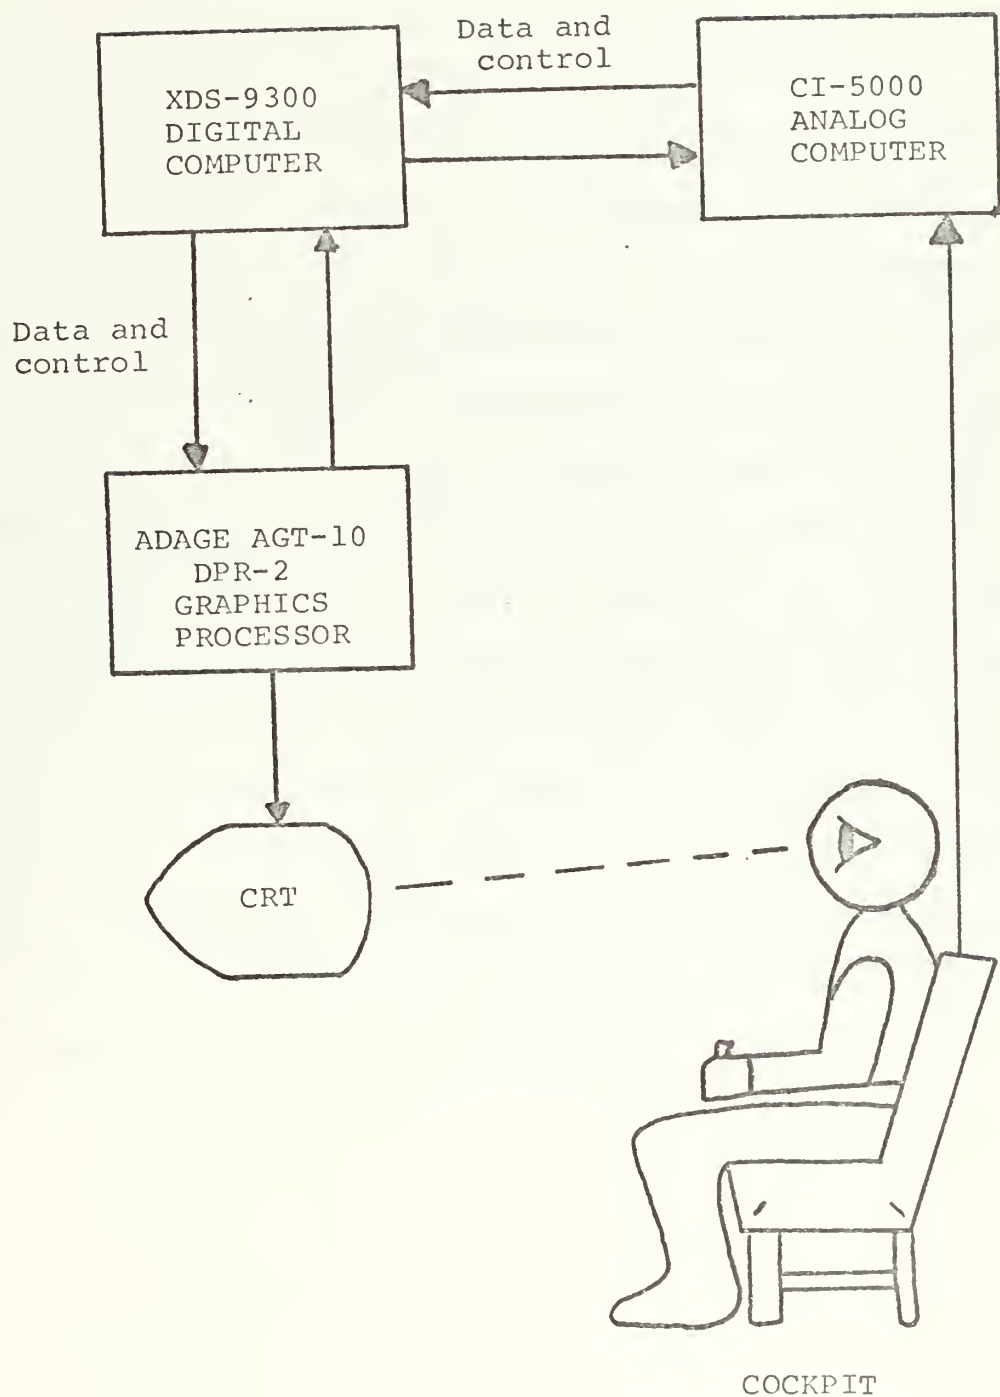 Data and
control
XDS-9300
DIGITAL
COMPUTER
CI-5000
ANALOG
COMPUTER
Data and
control
ADAGE AGT-10
DPR-2
GRAPHICS
PROCESSOR
CRT
COCKPIT